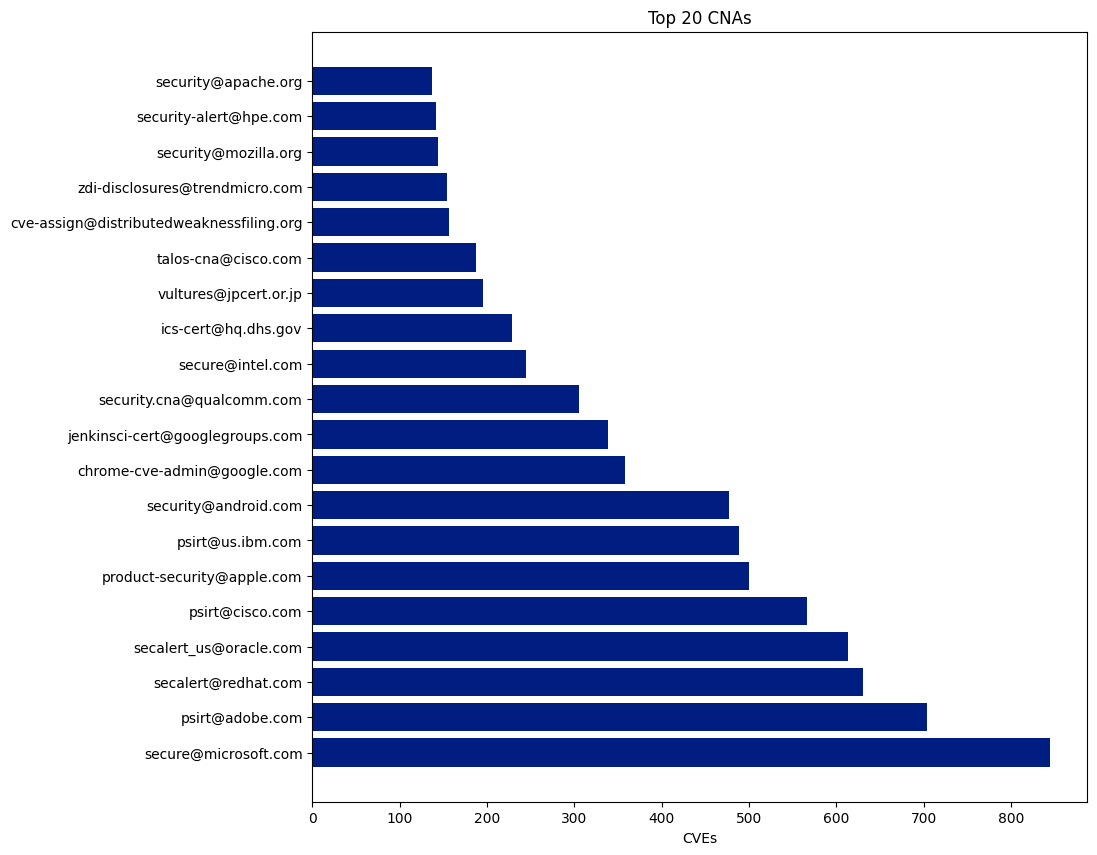 Top 20 CNAs
security@apache.org
security-alert@hpe.com
security@mozilla.org
zdi-disclosures@trendmicro.com
cve-assign@distributedweaknessfiling.org
talos-cna@cisco.com
vultures@jpcert.or.jp
ics-cert@hq.dhs.gov
secure@intel.com
security.cna@qualcomm.com
jenkinsci-cert@googlegroups.com
chrome-cve-admin@google.com
security@android.com
psirt@us.ibm.com
product-security@apple.com
psirt@cisco.com
secalert_us@oracle.com
secalert@redhat.com
psirt@adobe.com
secure@microsoft.com
0 100 200 300 400 500 600 700 800
CVEs